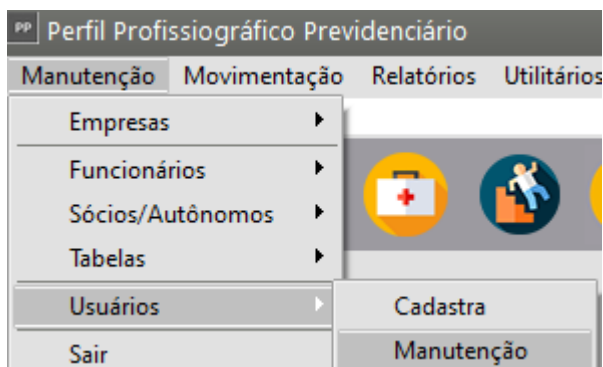 PP Perfil Profissiográfico Previdenciário
Manutenção Movimentação Relatórios Utilitários
Empresas
Funcionários
Sócios/Autônomos
Tabelas
Usuários Cadastra
Sair Manutenção